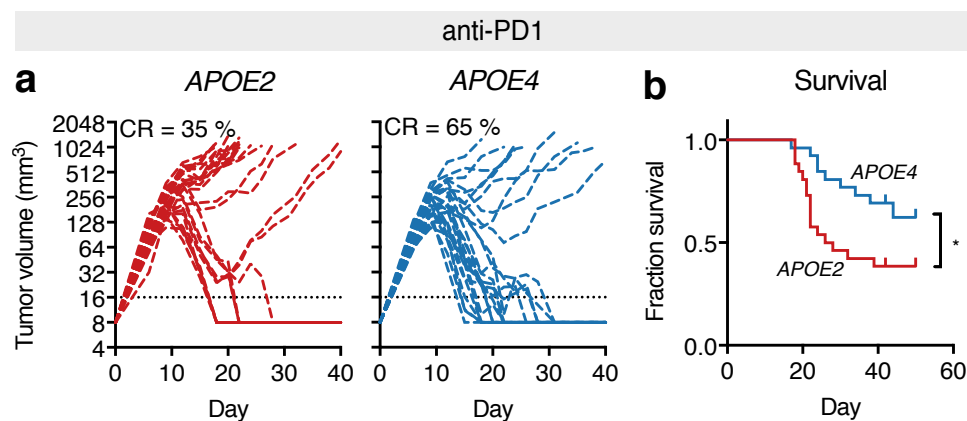 anti-PD1
a
APOE2
APOE4
b
Survival
CR = 35 %
CR = 65 %
Tumor volume (mm³)
2048
1024
512
256
128
64
32
16
8
4
0 10 20 30 40
Day
0 10 20 30 40
Day
Fraction survival
1.0
0.5
0.0
APOE4
APOE2
*
0 20 40 60
Day